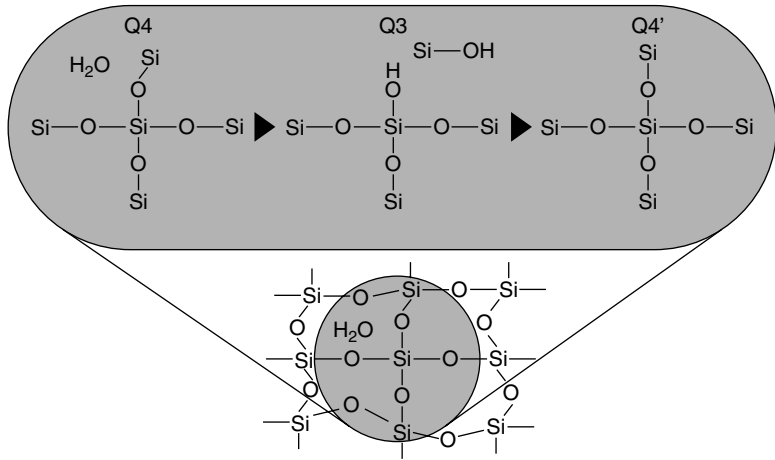 Q4 Q3 Q4'
Si Si—OH Si
H₂O
O H O
O
Si—O—Si—O—Si Si—O—Si—O—Si Si—O—Si—O—Si
O O O
Si Si Si
Si O Si O Si
O H₂O O O
Si O Si O Si
O O O
Si O Si O Si